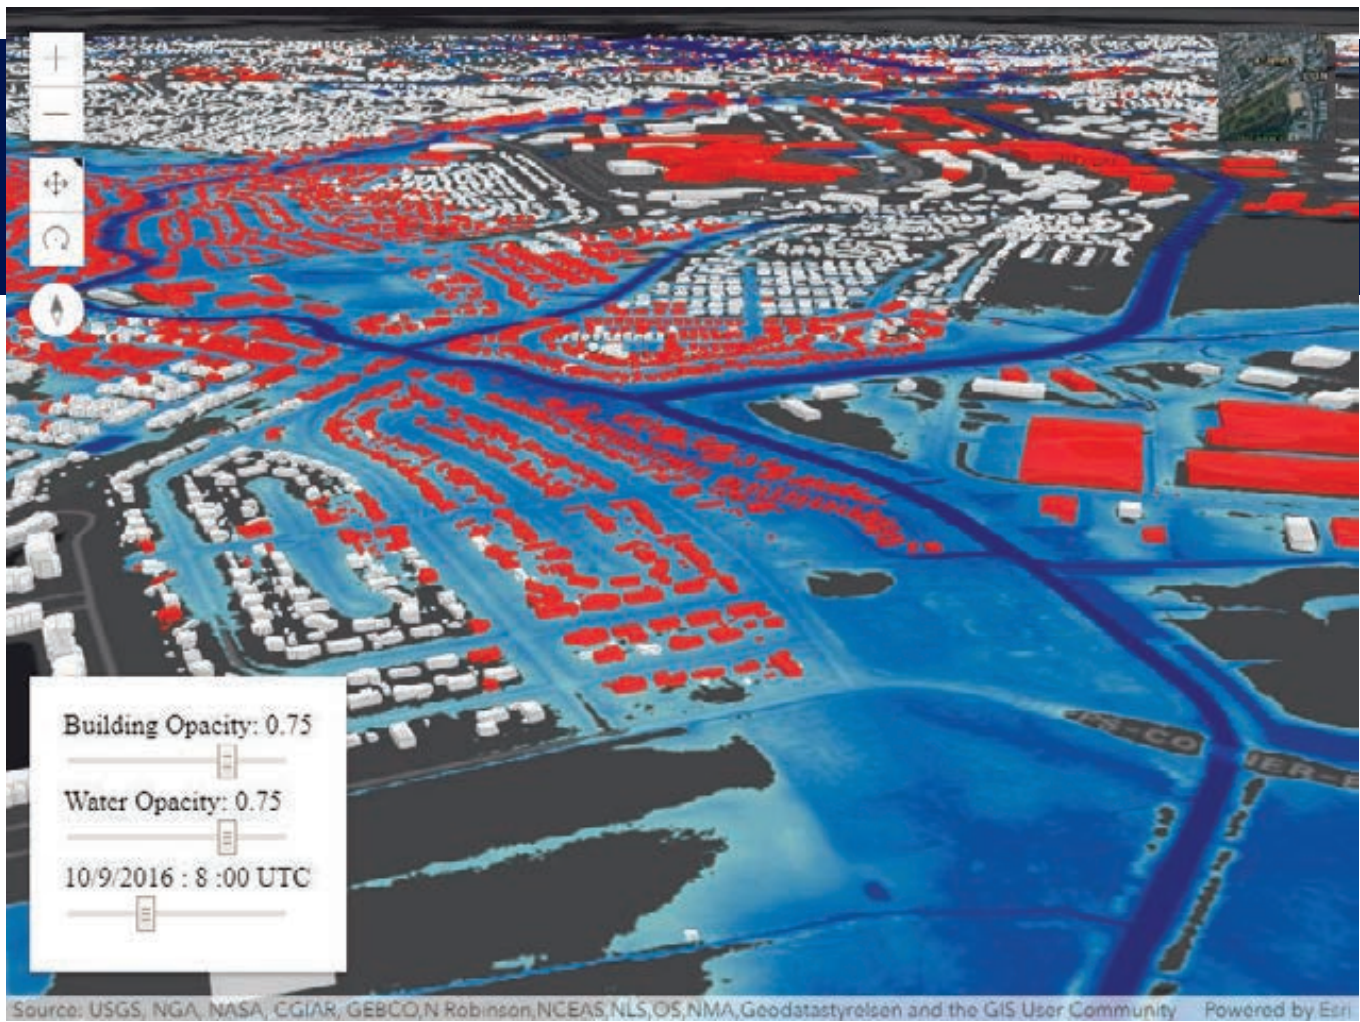 Building Opacity: 0.75
Water Opacity: 0.75
10/9/2016 : 8 :00 UTC
Source: USGS, NGA, NASA, CGIAR, GEBCO,N Robinson,NCEAS,NLS,OS,NMA,Geodatastyrelsen and the GIS User Community Powered by Esri